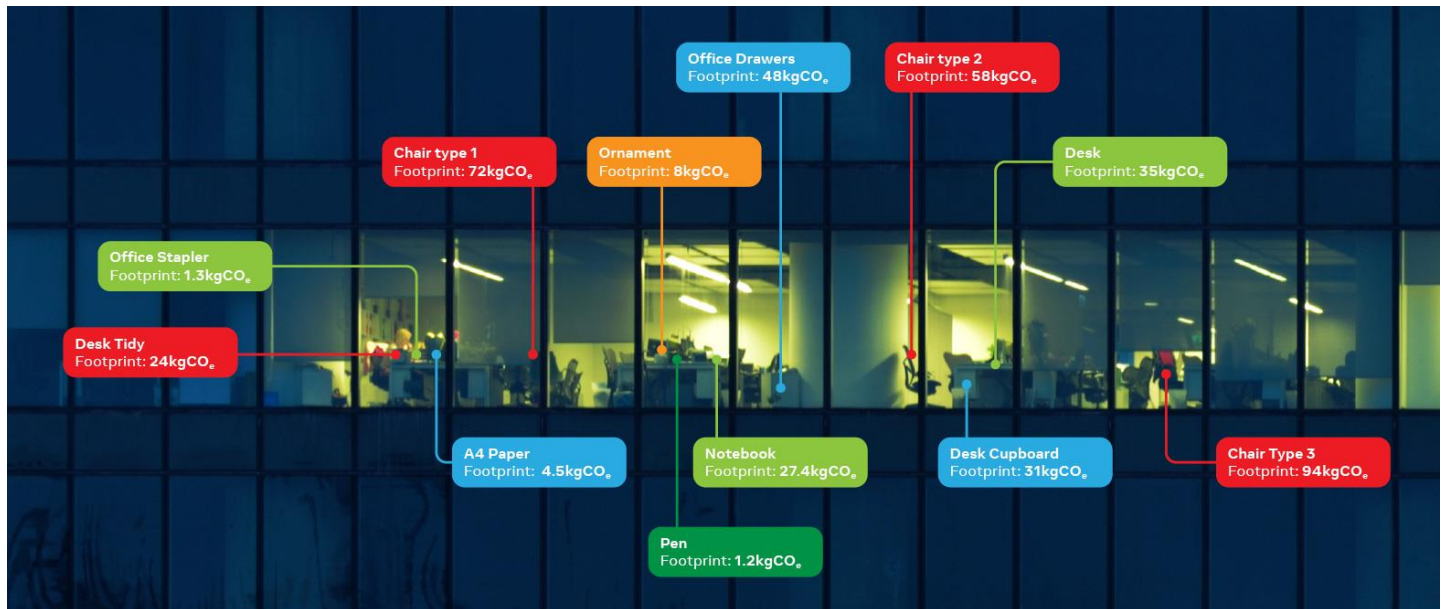 Office Drawers
Footprint: 48kgCOₑ
Chair type 2
Footprint: 58kgCOₑ
Chair type 1
Footprint: 72kgCOₑ
Ornament
Footprint: 8kgCOₑ
Desk
Footprint: 35kgCOₑ
Office Stapler
Footprint: 1.3kgCOₑ
Desk Tidy
Footprint: 24kgCOₑ
A4 Paper
Footprint: 4.5kgCOₑ
Notebook
Footprint: 27.4kgCOₑ
Desk Cupboard
Footprint: 31kgCOₑ
Chair Type 3
Footprint: 94kgCOₑ
Pen
Footprint: 1.2kgCOₑ